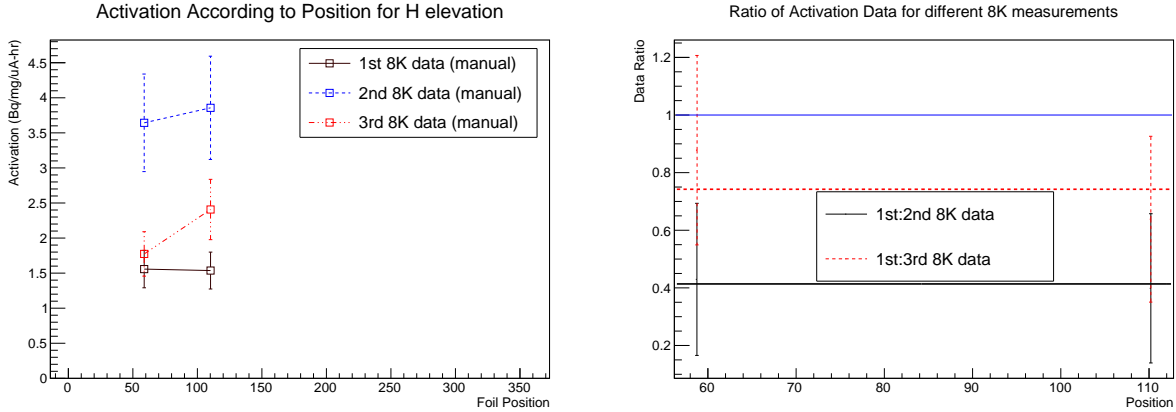 Activation According to Position for H elevation
Activation (Bq/mg/uA-hr)
4.5
4
3.5
3
2.5
2
1.5
1
0.5
0
0 50 100 150 200 250 300 350
Foil Position
1st 8K data (manual)
2nd 8K data (manual)
3rd 8K data (manual)
Ratio of Activation Data for different 8K measurements
Data Ratio
1.2
1
0.8
0.6
0.4
0.2
60 70 80 90 100 110
Position
1st:2nd 8K data
1st:3rd 8K data